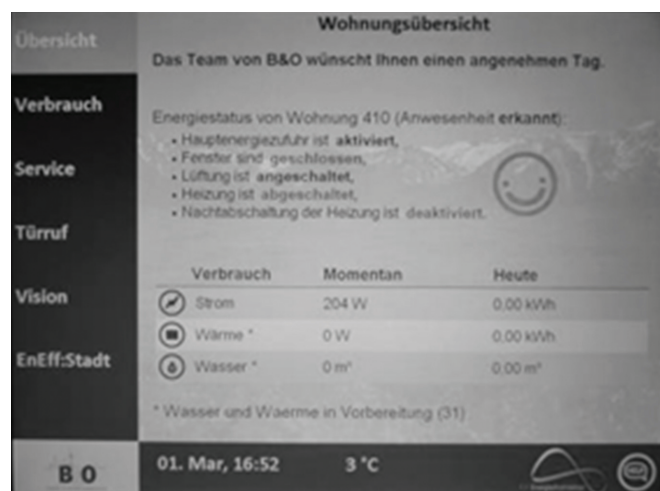 Übersicht
Verbrauch
Service
Türruf
Vision
EnEff:Stadt
B O
Wohnungsübersicht
Das Team von B&O wünscht Ihnen einen angenehmen Tag.
Energiestatus von Wohnung 410 (Anwesenheit erkannt):
• Hauptenergiezufuhr ist aktiviert,
• Fenster sind geschlossen,
• Lüftung ist angeschaltet,
• Heizung ist abgeschaltet,
• Nachtabschaltung der Heizung ist deaktiviert.
Verbrauch Momentan Heute
Strom 204 W 0,00 kWh
Wärme * 0 W 0,00 kWh
Wasser * 0 m³ 0,00 m³
* Wasser und Waerme in Vorbereitung (31)
01. Mar, 16:52 3 °C